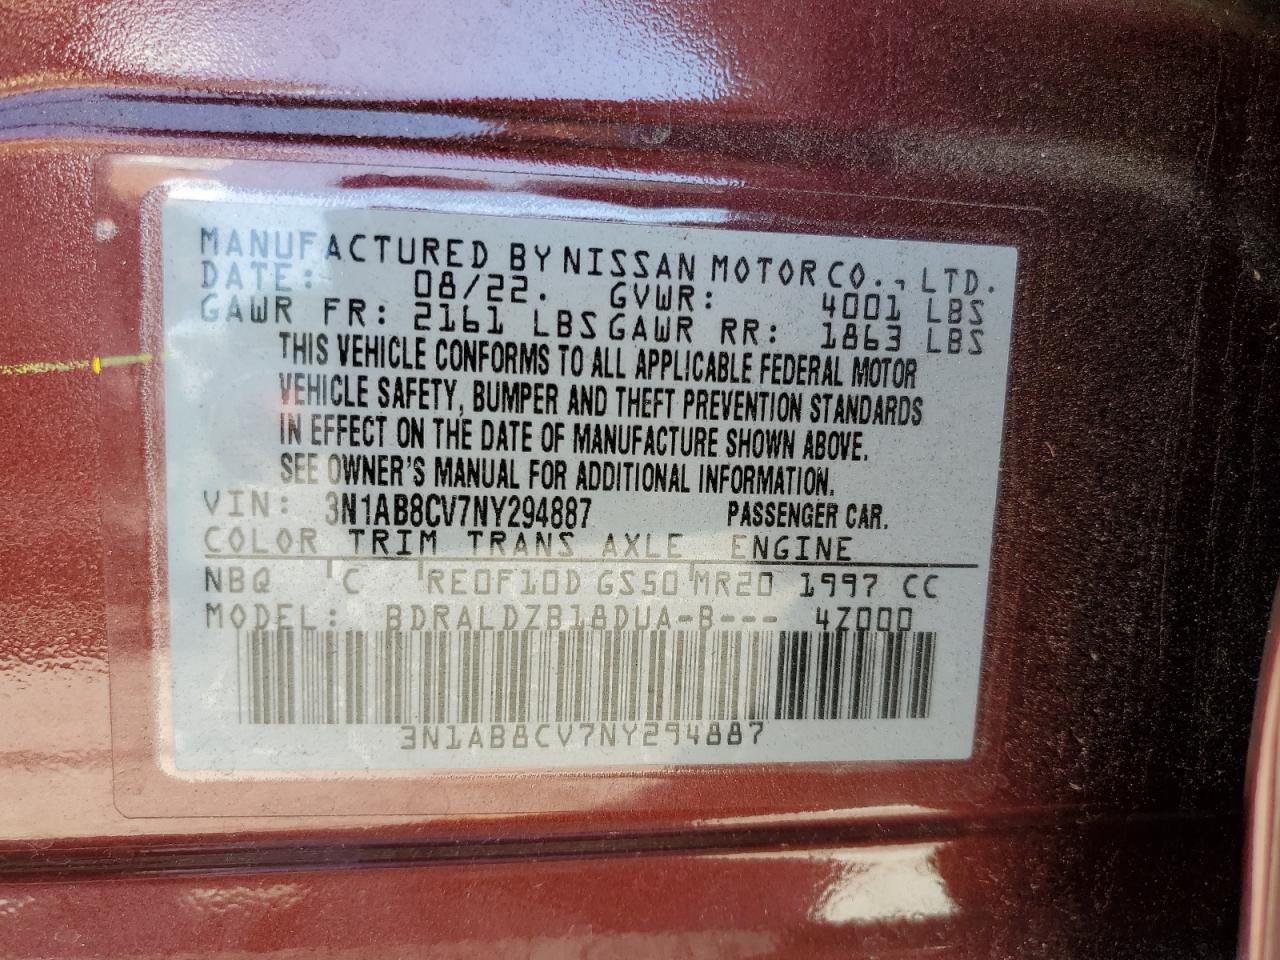 MANUFACTURED BY NISSAN MOTOR CO., LTD.
DATE: 08/22. GVWR: 4001 LBS
GAWR FR: 2161 LBS GAWR RR: 1863 LBS
THIS VEHICLE CONFORMS TO ALL APPLICABLE FEDERAL MOTOR
VEHICLE SAFETY, BUMPER AND THEFT PREVENTION STANDARDS
IN EFFECT ON THE DATE OF MANUFACTURE SHOWN ABOVE.
SEE OWNER'S MANUAL FOR ADDITIONAL INFORMATION.
VIN: 3N1AB8CV7NY294887 PASSENGER CAR.
COLOR TRIM TRANS AXLE ENGINE
NBQ C RE0F10D GS50 MR20 1997 CC
MODEL: BDRALDZB18DUA-B--- 4Z000
3N1AB8CV7NY294887